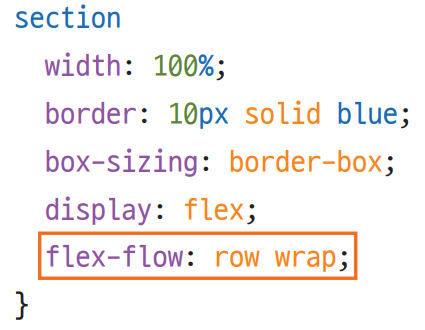 section
width: 100%;
border: 10px solid blue;
box-sizing: border-box;
display: flex;
flex-flow: row wrap;
}